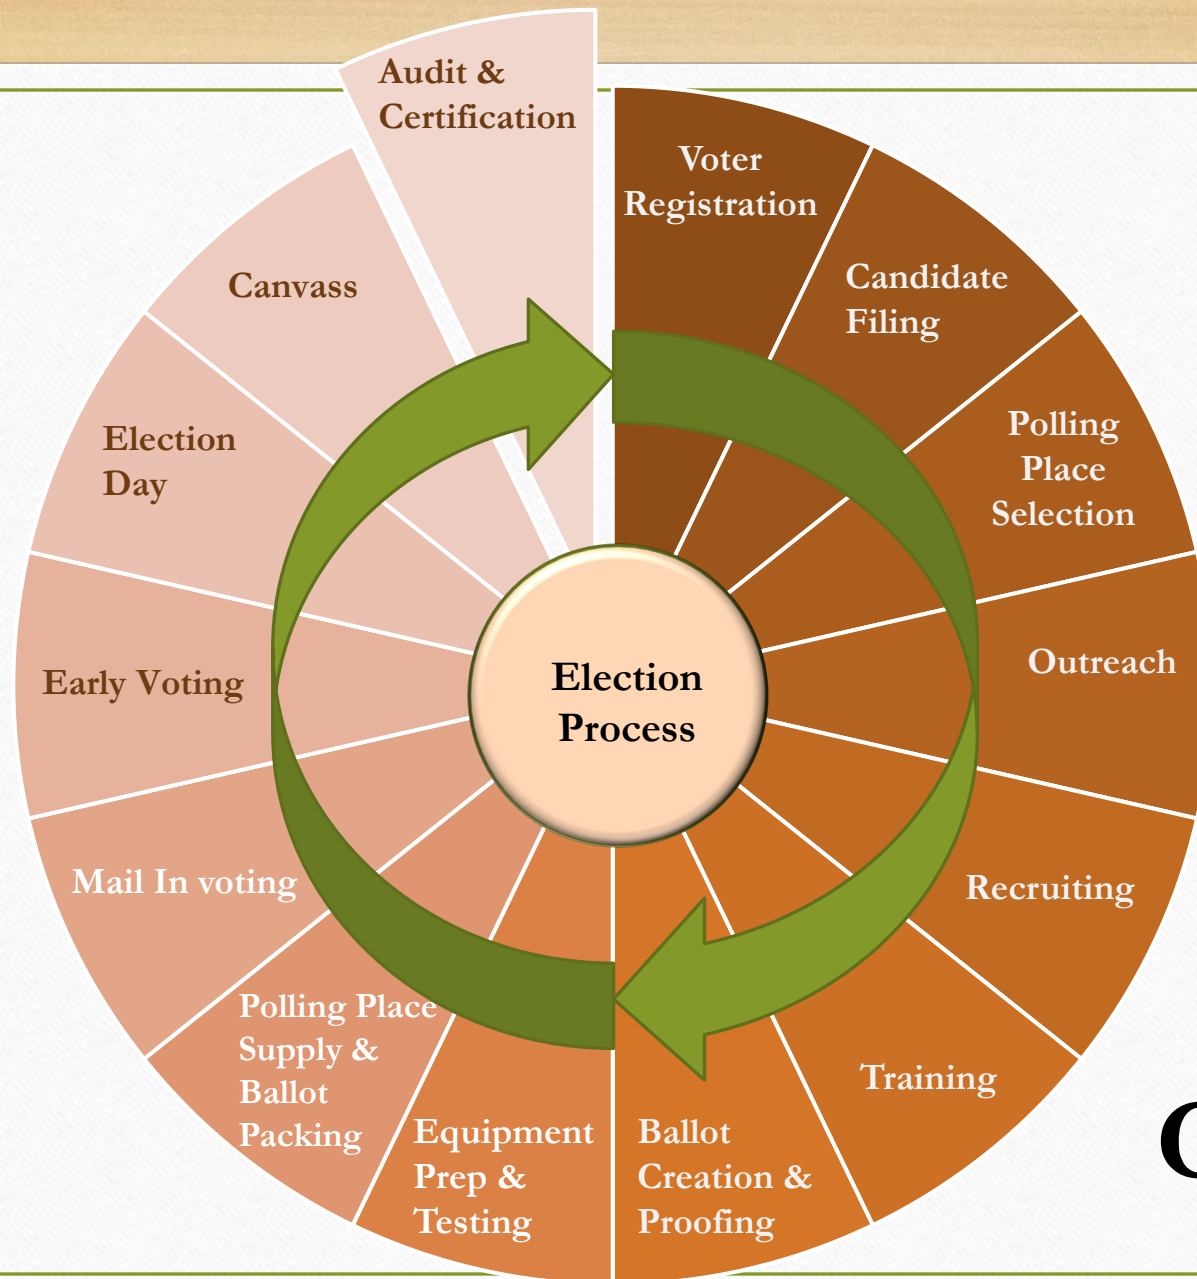 Audit &
Certification
Voter
Registration
Candidate
Filing
Polling
Place
Selection
Outreach
Recruiting
Training
Ballot
Creation &
Proofing
Equipment
Prep &
Testing
Polling Place
Supply &
Ballot
Packing
Mail In voting
Early Voting
Election
Day
Canvass
Election
Process